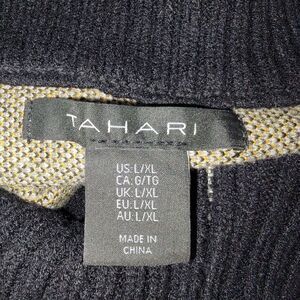 TAHARI
US:L/XL
CA:G/TG
UK:L/XL
EU:L/XL
AU:L/XL
MADE IN
CHINA